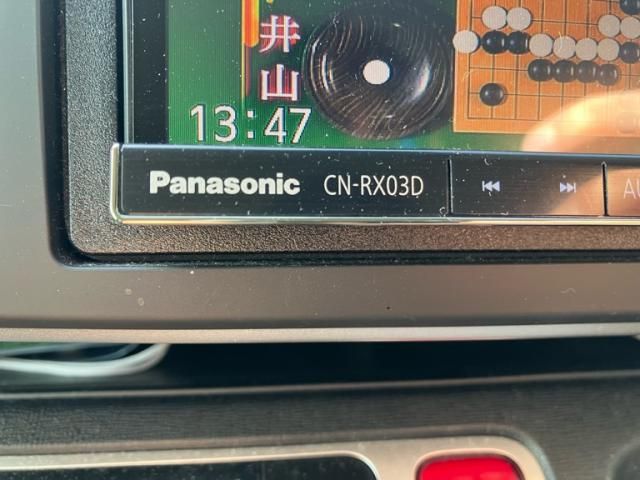 井
山
13:47
Panasonic CN-RX03D